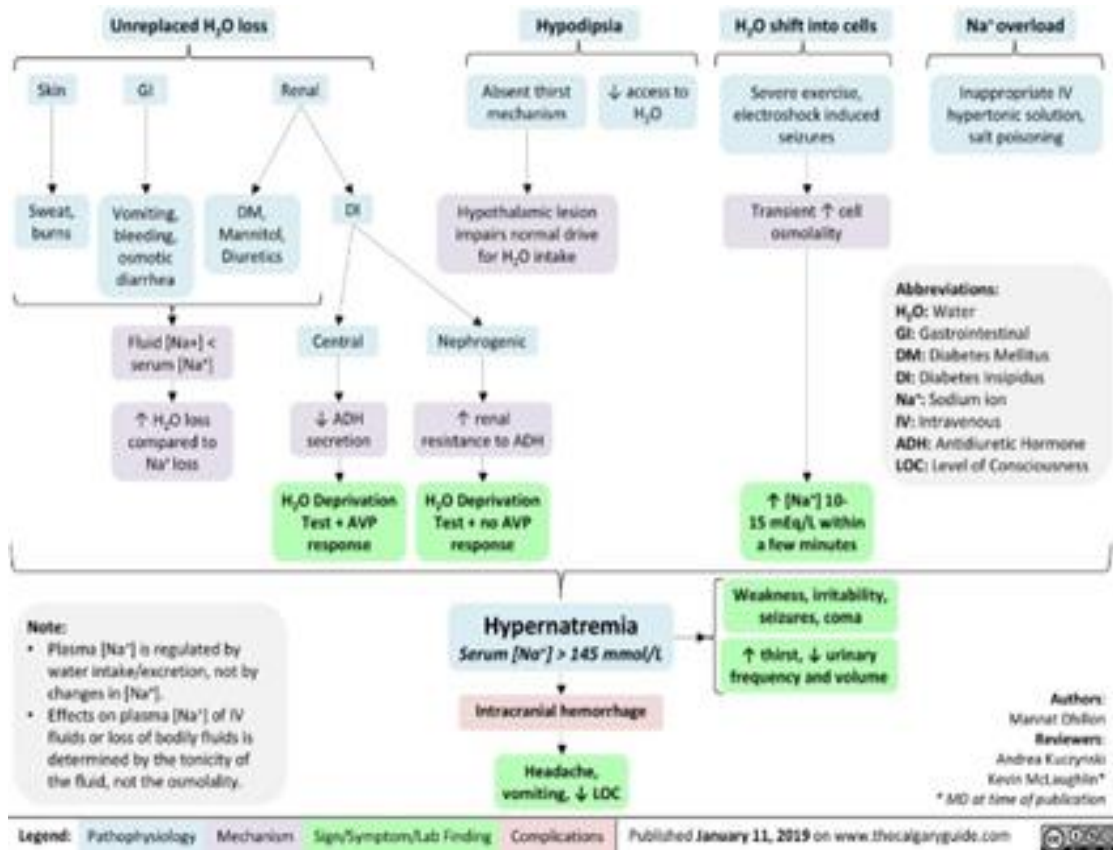 Unreplaced H₂O loss
Hypodipsia
H₂O shift into cells
Na⁺ overload
Skin
GI
Renal
Absent thirst
mechanism
↓ access to
H₂O
Severe exercise,
electroshock induced
seizures
Inappropriate IV
hypertonic solution,
salt poisoning
Sweat,
burns
Vomiting,
bleeding,
osmotic
diarrhea
DM,
Mannitol,
Diuretics
DI
Hypothalamic lesion
impairs normal drive
for H₂O intake
Transient ↑ cell
osmolality
Fluid [Na+] <
serum [Na⁺]
Central
Nephrogenic
↑ H₂O loss
compared to
Na⁺ loss
↓ ADH
secretion
↑ renal
resistance to ADH
H₂O Deprivation
Test + AVP
response
H₂O Deprivation
Test + no AVP
response
↑ [Na⁺] 10-
15 mEq/L within
a few minutes
Abbreviations:
H₂O: Water
GI: Gastrointestinal
DM: Diabetes Mellitus
DI: Diabetes Insipidus
Na⁺: Sodium ion
IV: Intravenous
ADH: Antidiuretic Hormone
LOC: Level of Consciousness
Note:
• Plasma [Na⁺] is regulated by
water intake/excretion, not by
changes in [Na⁺].
• Effects on plasma [Na⁺] of IV
fluids or loss of bodily fluids is
determined by the tonicity of
the fluid, not the osmolality.
Hypernatremia
Serum [Na⁺] > 145 mmol/L
Weakness, irritability,
seizures, coma
↑ thirst, ↓ urinary
frequency and volume
Intracranial hemorrhage
Headache,
vomiting, ↓ LOC
Authors:
Mannat Dhillon
Reviewers:
Andrea Kuczynski
Kevin McLaughlin*
* MD at time of publication
Legend: Pathophysiology Mechanism Sign/Symptom/Lab Finding Complications Published January 11, 2019 on www.thecalgaryguide.com